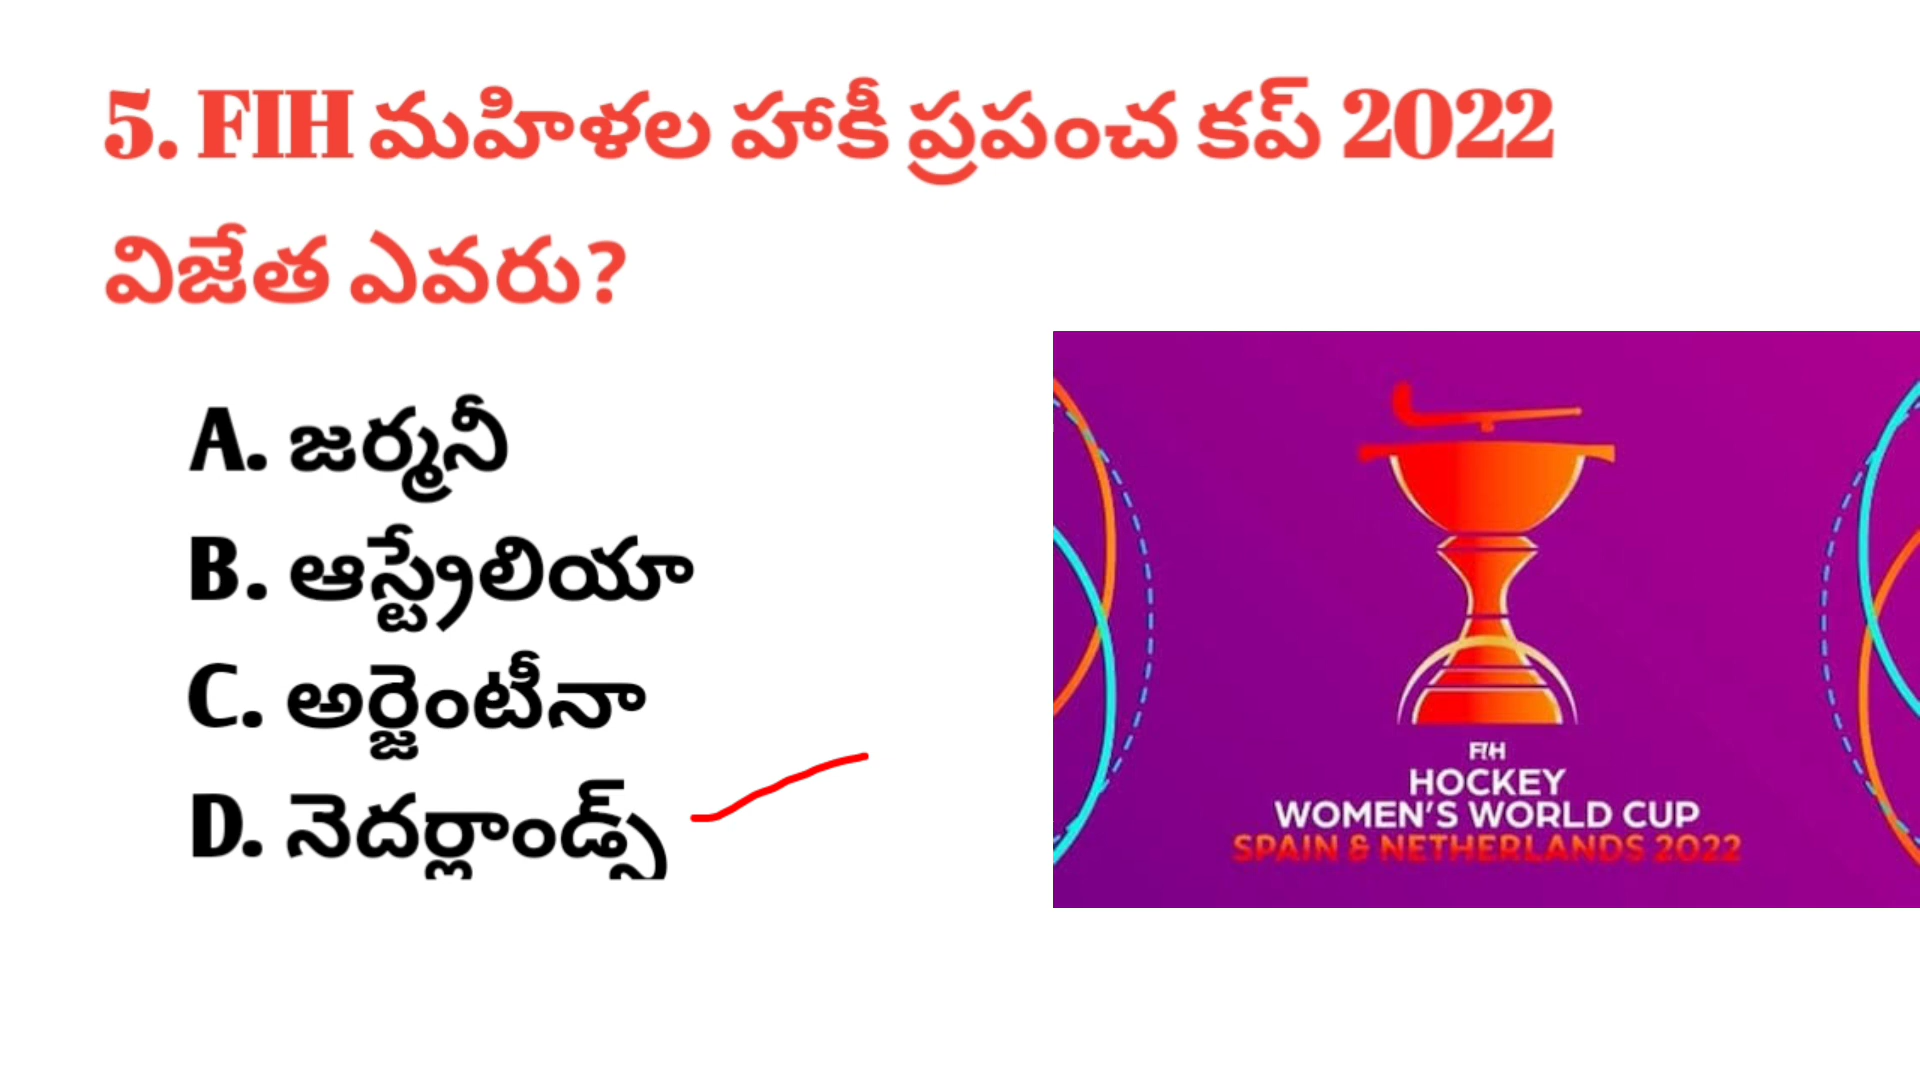 5. FIH మహిళల హాకీ ప్రపంచ కప్ 2022
విజేత ఎవరు?
A. జర్మనీ
B. ఆస్ట్రేలియా
C. అర్జెంటీనా
D. నెదర్లాండ్స్
FIH
HOCKEY
WOMEN'S WORLD CUP
SPAIN & NETHERLANDS 2022